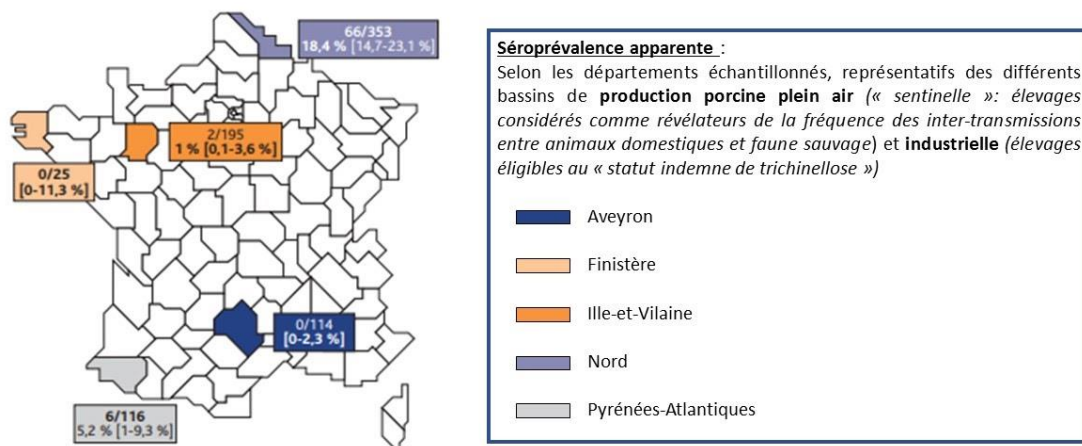 66/353
18,4 % [14,7-23,1 %]
2/195
1 % [0,1-3,6 %]
0/25
[0-11,3 %]
0/114
[0-2,3 %]
6/116
5,2 % [1-9,3 %]
Séroprévalence apparente :
Selon les départements échantillonnés, représentatifs des différents
bassins de production porcine plein air (« sentinelle »: élevages
considérés comme révélateurs de la fréquence des inter-transmissions
entre animaux domestiques et faune sauvage) et industrielle (élevages
éligibles au « statut indemne de trichinellose »)
Aveyron
Finistère
Ille-et-Vilaine
Nord
Pyrénées-Atlantiques